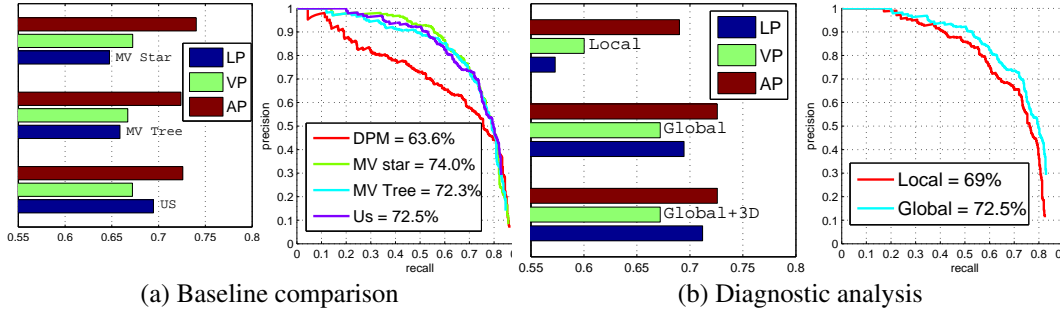 MV Star
MV Tree
US
LP
VP
AP
0.55 0.6 0.65 0.7 0.75 0.8
precision
1
0.9
0.8
0.7
0.6
0.5
0.4
0.3
0.2
0.1
0
DPM = 63.6%
MV star = 74.0%
MV Tree = 72.3%
Us = 72.5%
0 0.1 0.2 0.3 0.4 0.5 0.6 0.7 0.8
recall
(a) Baseline comparison
Local
Global
Global+3D
LP
VP
AP
0.55 0.6 0.65 0.7 0.75 0.8
precision
1
0.9
0.8
0.7
0.6
0.5
0.4
0.3
0.2
0.1
0
Local = 69%
Global = 72.5%
0 0.1 0.2 0.3 0.4 0.5 0.6 0.7 0.8
recall
(b) Diagnostic analysis